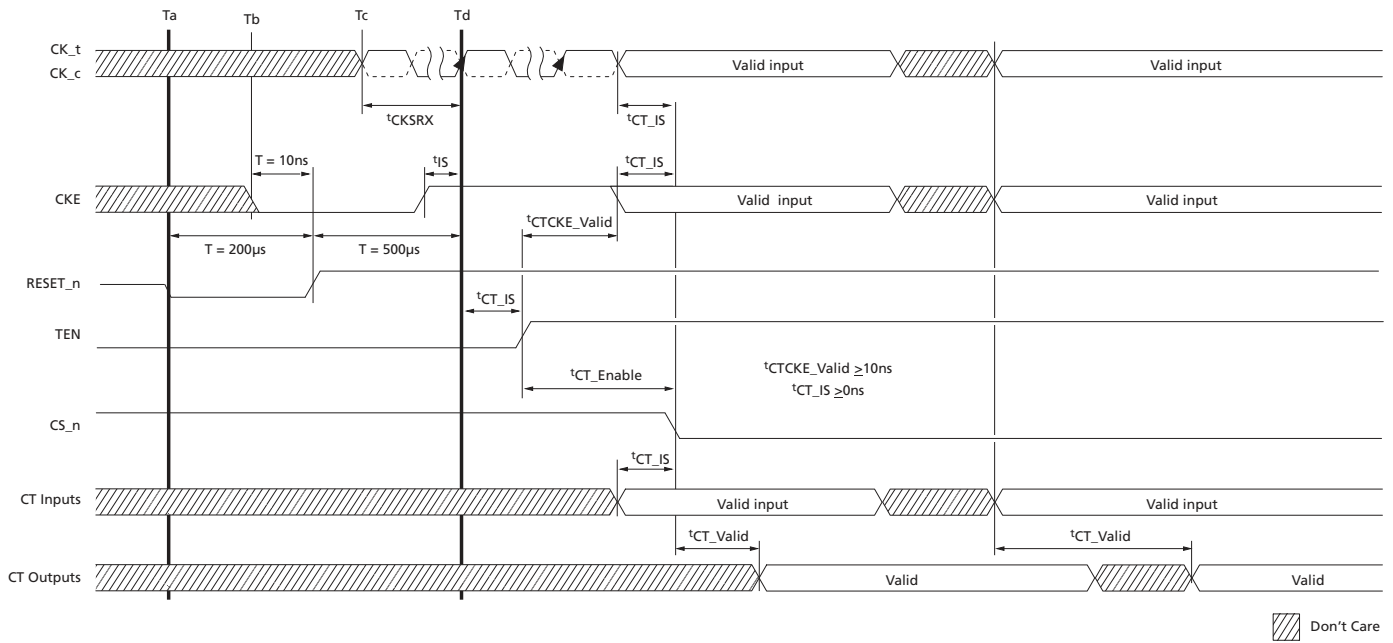 Ta
Tb
Tc
Td
CK_t
CK_c
Valid input
Valid input
tCKSRX
tCT_IS
T = 10ns
tIS
tCT_IS
CKE
Valid input
Valid input
tCTCKE_Valid
T = 200µs
T = 500µs
RESET_n
tCT_IS
TEN
tCT_Enable
tCTCKE_Valid ≥10ns
tCT_IS ≥0ns
CS_n
tCT_IS
CT Inputs
Valid input
Valid input
tCT_Valid
tCT_Valid
CT Outputs
Valid
Valid
Don't Care